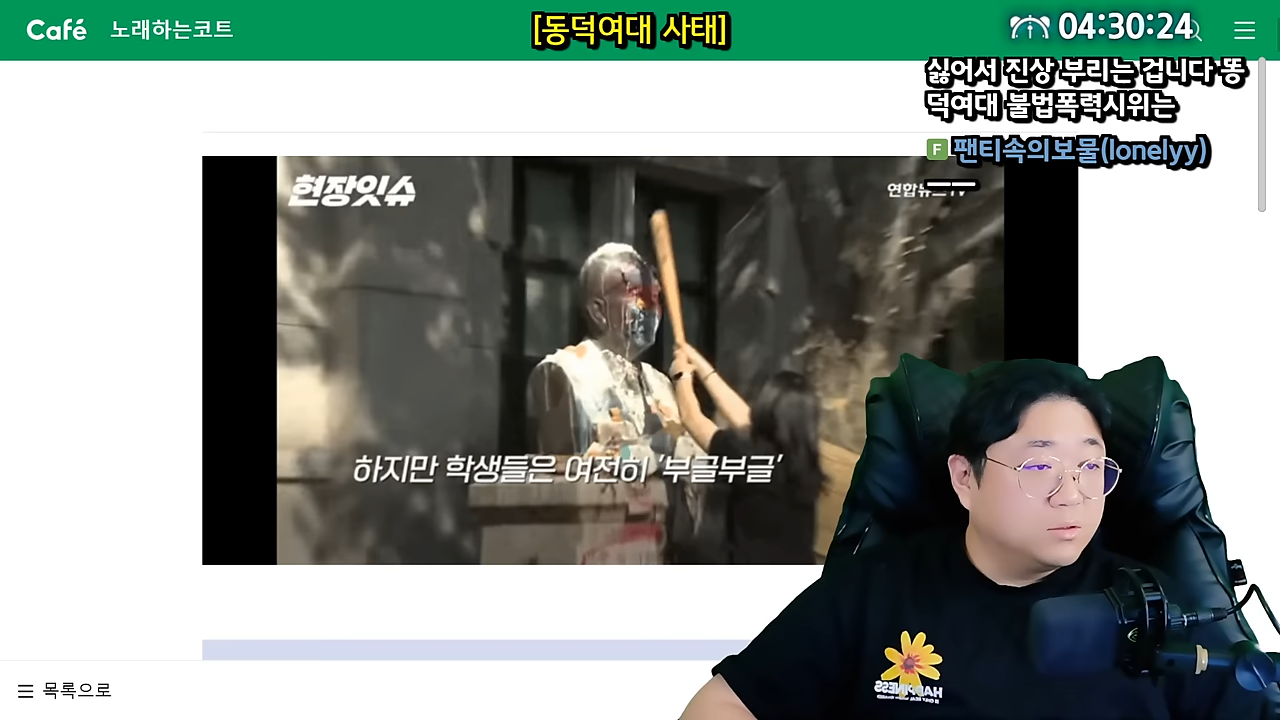 Café 노래하는코트
[동덕여대 사태]
04:30:24
싫어서 진상 부리는 겁니다 똥
덕여대 불법폭력시위는
F 팬티속의보물(lonelyy)
ㅡㅡ
현장잇슈
연합뉴스TV
하지만 학생들은 여전히 '부글부글'
HAPPINESS
목록으로